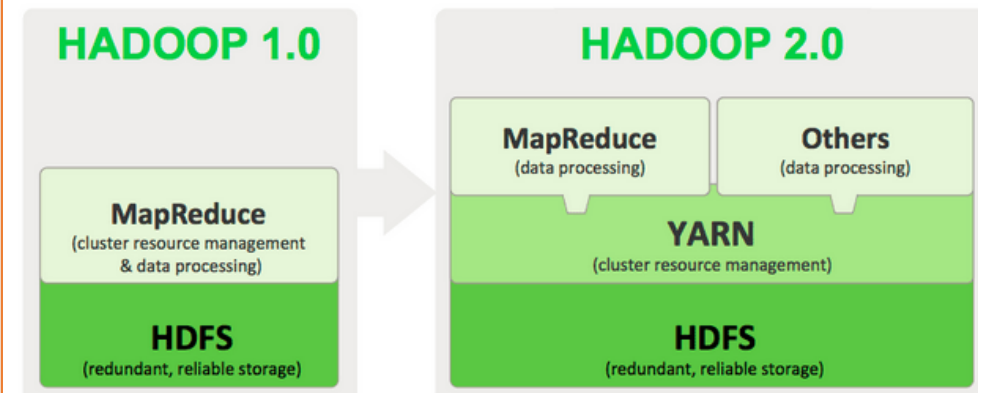 HADOOP 1.0
MapReduce
(cluster resource management
& data processing)
HDFS
(redundant, reliable storage)
HADOOP 2.0
MapReduce
(data processing)
Others
(data processing)
YARN
(cluster resource management)
HDFS
(redundant, reliable storage)